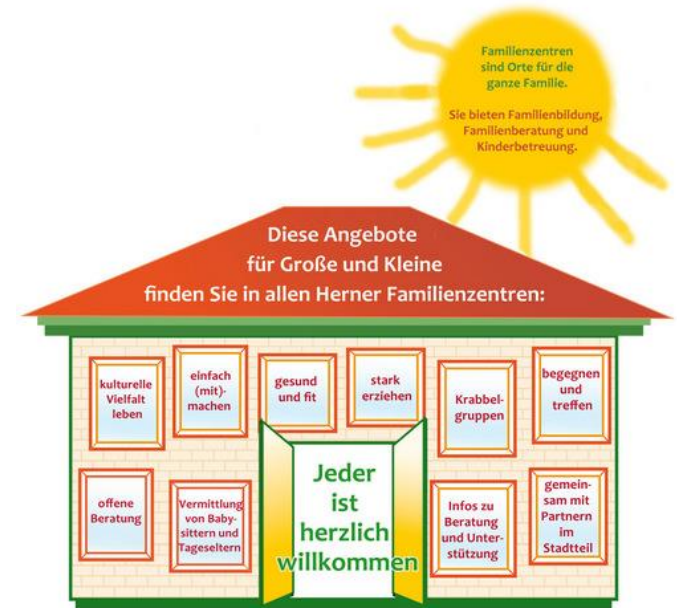 Familienzentren
sind Orte für die
ganze Familie.
Sie bieten Familienbildung,
Familienberatung und
Kinderbetreuung.
Diese Angebote
für Große und Kleine
finden Sie in allen Herner Familienzentren:
kulturelle
Vielfalt
leben
einfach
(mit)-
machen
gesund
und fit
stark
erziehen
Krabbel-
gruppen
begegnen
und
treffen
offene
Beratung
Vermittlung
von Baby-
sittern und
Tageseltern
Jeder
ist
herzlich
willkommen
Infos zu
Beratung
und Unter-
stützung
gemein-
sam mit
Partnern
im
Stadtteil